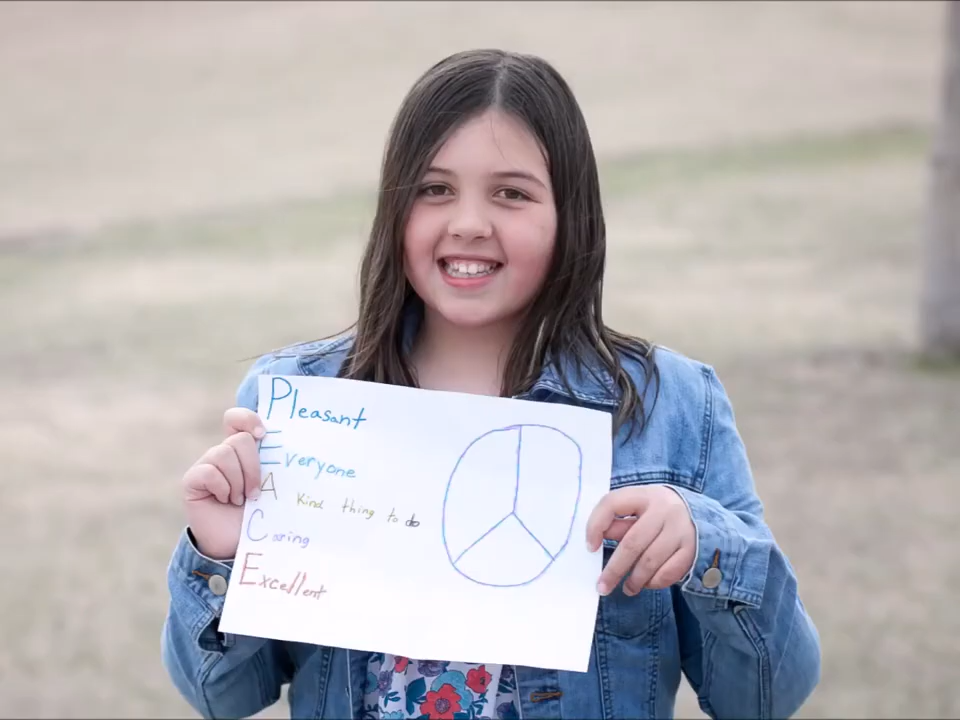 Pleasant
Everyone
A kind thing to do
Caring
Excellent